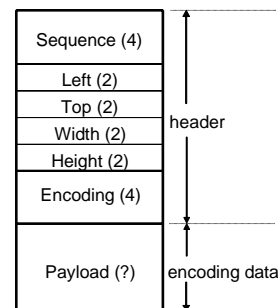 Sequence (4)
Left (2)
Top (2)
Width (2)
header
Height (2)
Encoding (4)
Payload (?)
encoding data